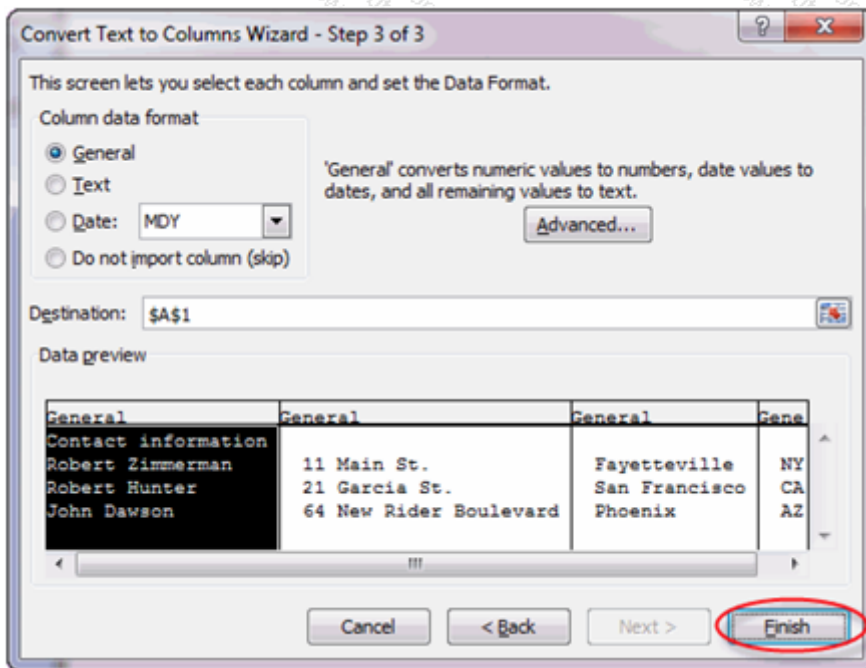 Convert Text to Columns Wizard - Step 3 of 3
This screen lets you select each column and set the Data Format.
Column data format
General
Text
Date: MDY
Do not import column (skip)
'General' converts numeric values to numbers, date values to
dates, and all remaining values to text.
Advanced...
Destination: $A$1
Data preview
General General General Gene
Contact information
Robert Zimmerman 11 Main St. Fayetteville NY
Robert Hunter 21 Garcia St. San Francisco CA
John Dawson 64 New Rider Boulevard Phoenix AZ
Cancel < Back Next > Finish